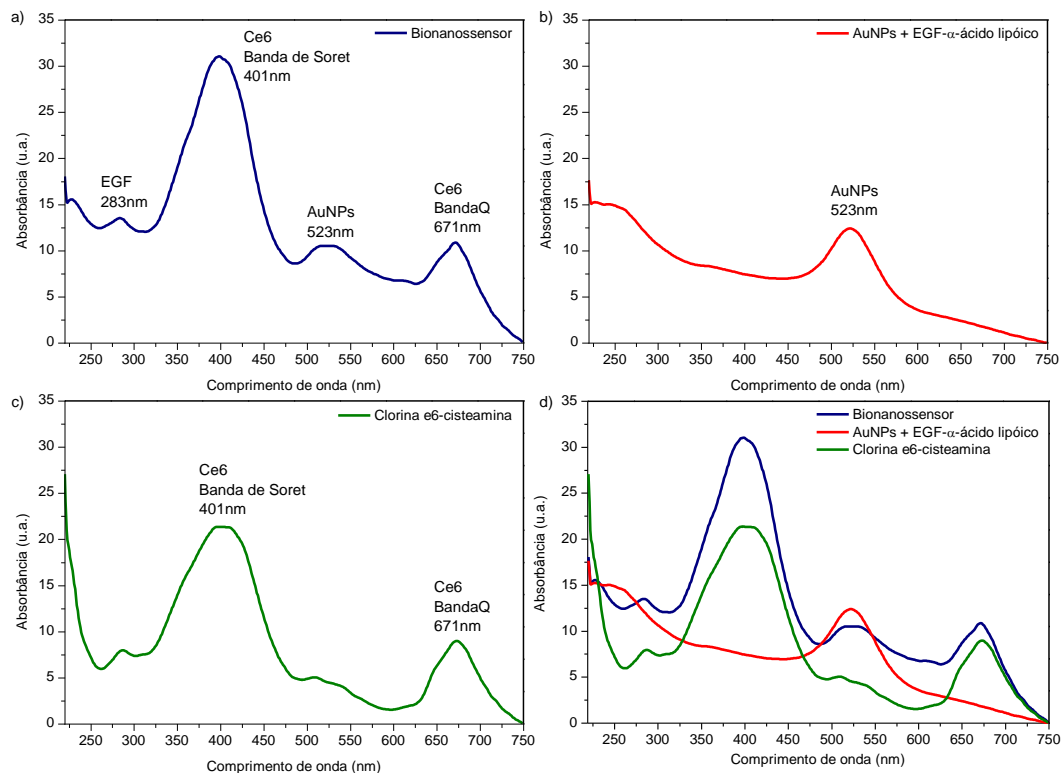 a)
35
30
25
20
15
10
5
0
Absorbância (u.a.)
Ce6
Banda de Soret
401nm
Bionanossensor
EGF
283nm
AuNPs
523nm
Ce6
BandaQ
671nm
250 300 350 400 450 500 550 600 650 700 750
Comprimento de onda (nm)
b)
35
30
25
20
15
10
5
0
Absorbância (u.a.)
AuNPs + EGF-α-ácido lipóico
AuNPs
523nm
250 300 350 400 450 500 550 600 650 700 750
Comprimento de onda (nm)
c)
35
30
25
20
15
10
5
0
Absorbância (u.a.)
Clorina e6-cisteamina
Ce6
Banda de Soret
401nm
Ce6
BandaQ
671nm
250 300 350 400 450 500 550 600 650 700 750
Comprimento de onda (nm)
d)
35
30
25
20
15
10
5
0
Absorbância (u.a.)
Bionanossensor
AuNPs + EGF-α-ácido lipóico
Clorina e6-cisteamina
250 300 350 400 450 500 550 600 650 700 750
Comprimento de onda (nm)